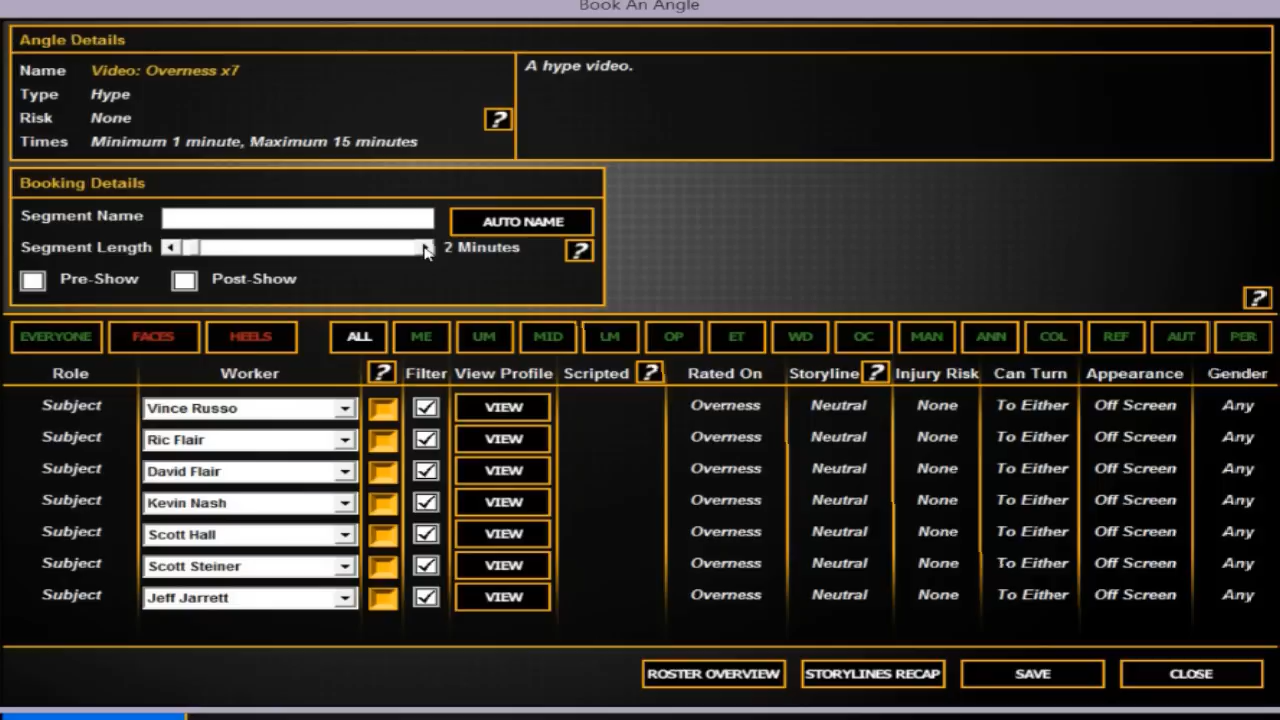 Book An Angle
Angle Details
Name Video: Overness x7
Type Hype
Risk None
Times Minimum 1 minute, Maximum 15 minutes
?
A hype video.
Booking Details
Segment Name AUTO NAME
Segment Length 2 Minutes ?
Pre-Show Post-Show
?
EVERYONE FACES HEELS ALL ME UM MID LM OP ET WD OC MAN ANN COL REF AUT PER
Role Worker ? Filter View Profile Scripted ? Rated On Storyline ? Injury Risk Can Turn Appearance Gender
Subject Vince Russo VIEW Overness Neutral None To Either Off Screen Any
Subject Ric Flair VIEW Overness Neutral None To Either Off Screen Any
Subject David Flair VIEW Overness Neutral None To Either Off Screen Any
Subject Kevin Nash VIEW Overness Neutral None To Either Off Screen Any
Subject Scott Hall VIEW Overness Neutral None To Either Off Screen Any
Subject Scott Steiner VIEW Overness Neutral None To Either Off Screen Any
Subject Jeff Jarrett VIEW Overness Neutral None To Either Off Screen Any
ROSTER OVERVIEW STORYLINES RECAP SAVE CLOSE